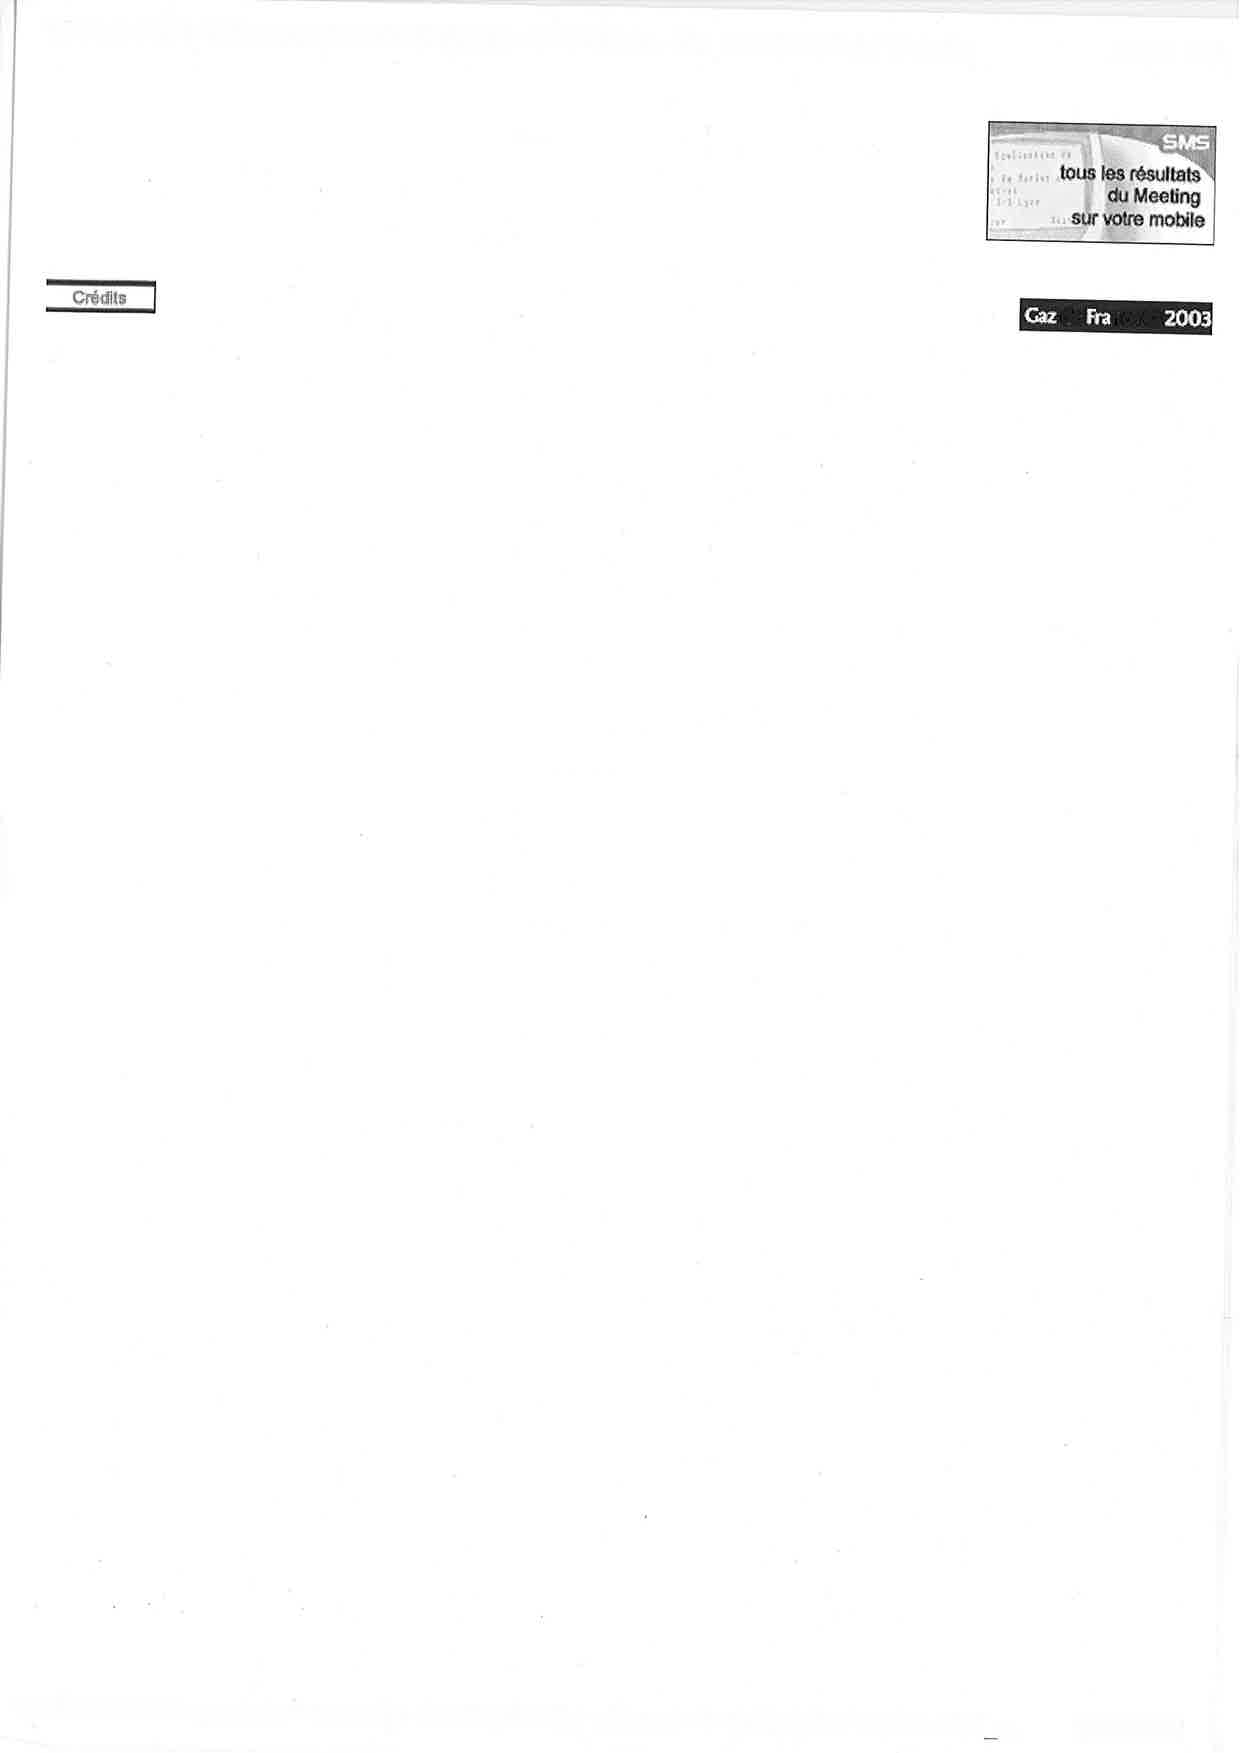 SMS
tous les résultats
du Meeting
sur votre mobile
Crédits
Gaz Fra 2003